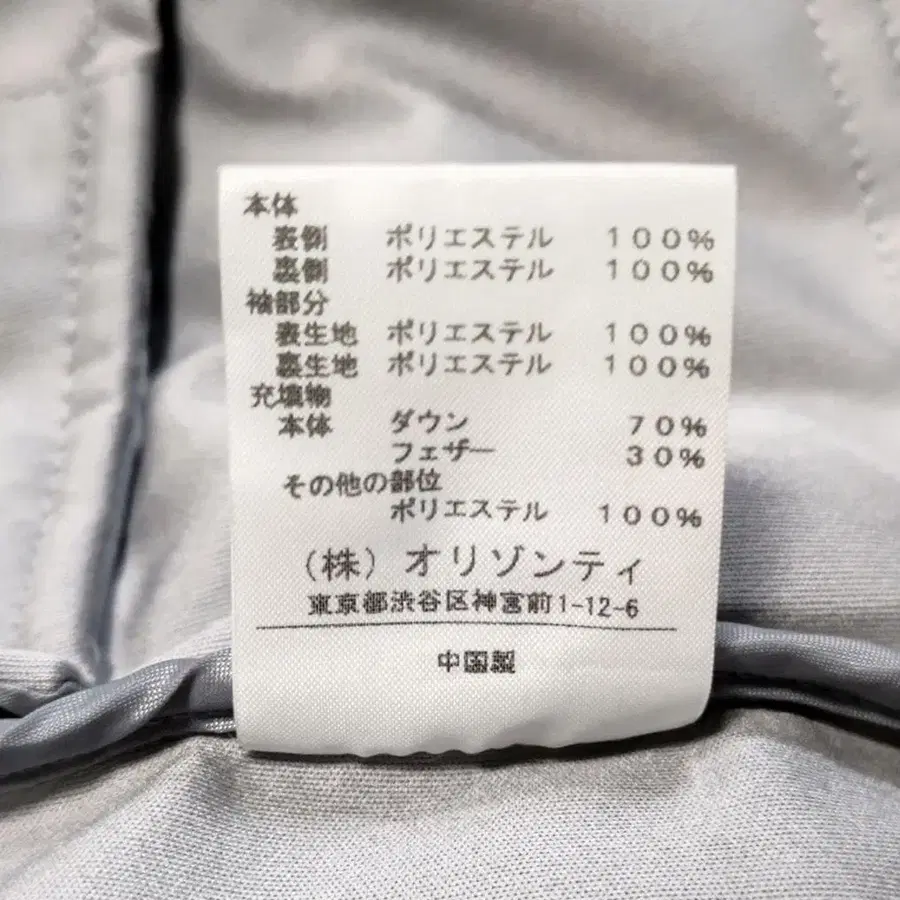 本体
表側 ポリエステル 100%
裏側 ポリエステル 100%
袖部分
表生地 ポリエステル 100%
裏生地 ポリエステル 100%
充填物
本体 ダウン 70%
フェザー 30%
その他の部位
ポリエステル 100%
(株)オリゾンティ
東京都渋谷区神宮前1-12-6
中国製